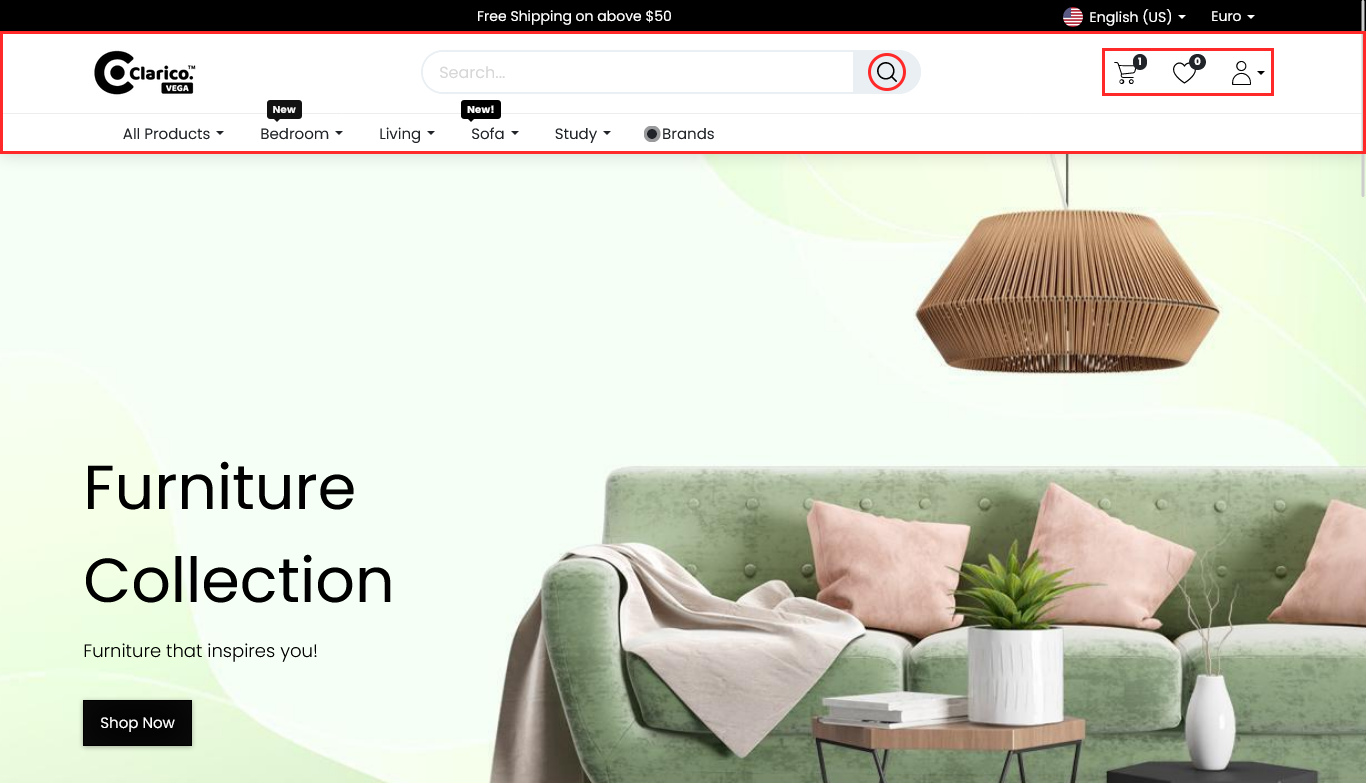 Free Shipping on above $50
English (US)
Euro
Clarico.™
VEGA
Search...
1
0
New
New!
All Products
Bedroom
Living
Sofa
Study
Brands
Furniture
Collection
Furniture that inspires you!
Shop Now